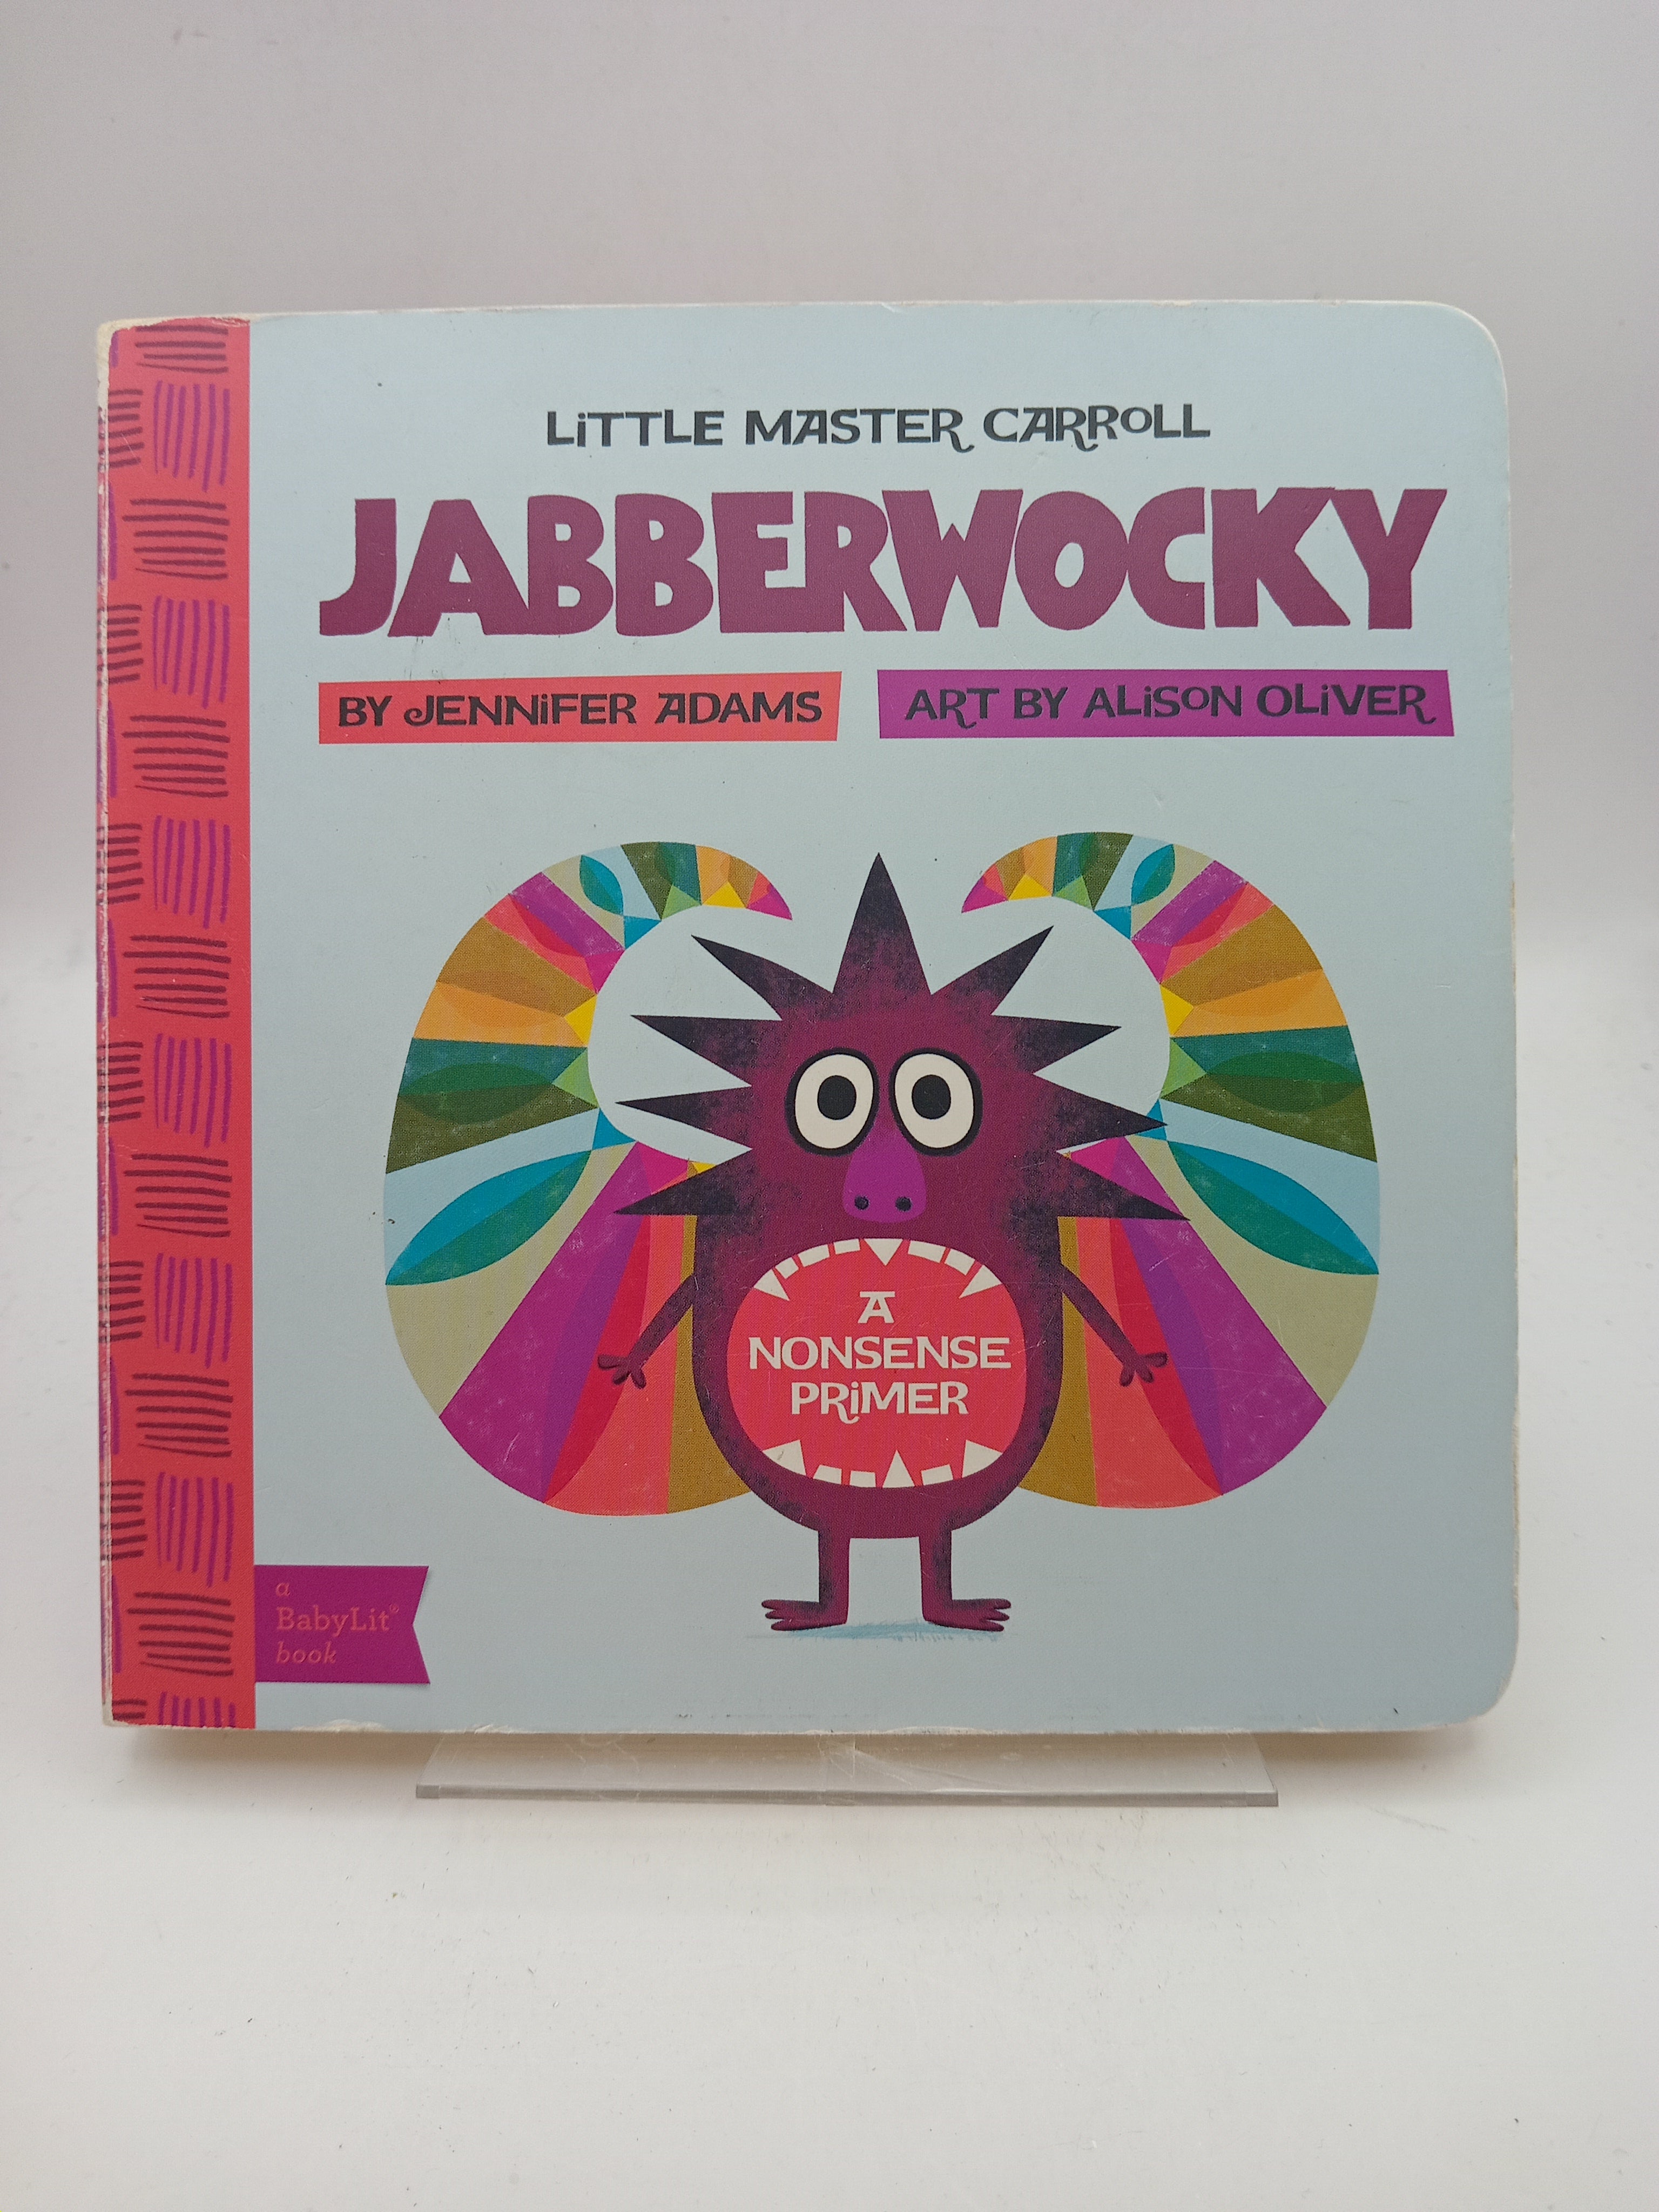 LiTTLE MASTER CARROLL
JABBERWOCKY
BY JENNiFER ADAMS
ART BY ALiSON OLiVER
A
NONSENSE
PRiMER
a
BabyLit®
book